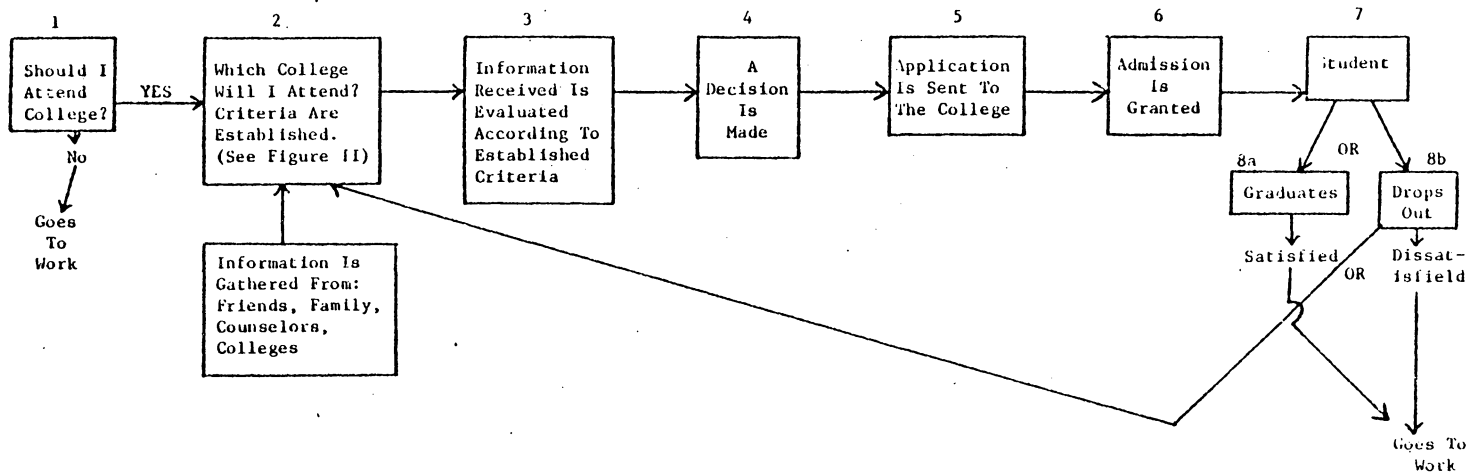 1
Should I
Attend
College?
YES
No
Goes
To
Work
2
Which College
Will I Attend?
Criteria Are
Established.
(See Figure II)
Information Is
Gathered From:
Friends, Family,
Counselors,
Colleges
3
Information
Received Is
Evaluated
According To
Established
Criteria
4
A
Decision
Is
Made
5
Application
Is Sent To
The College
6
Admission
Is
Granted
7
Student
OR
8a
Graduates
Satisfied
8b
Drops
Out
OR
Dissat-
isfield
Goes To
Work